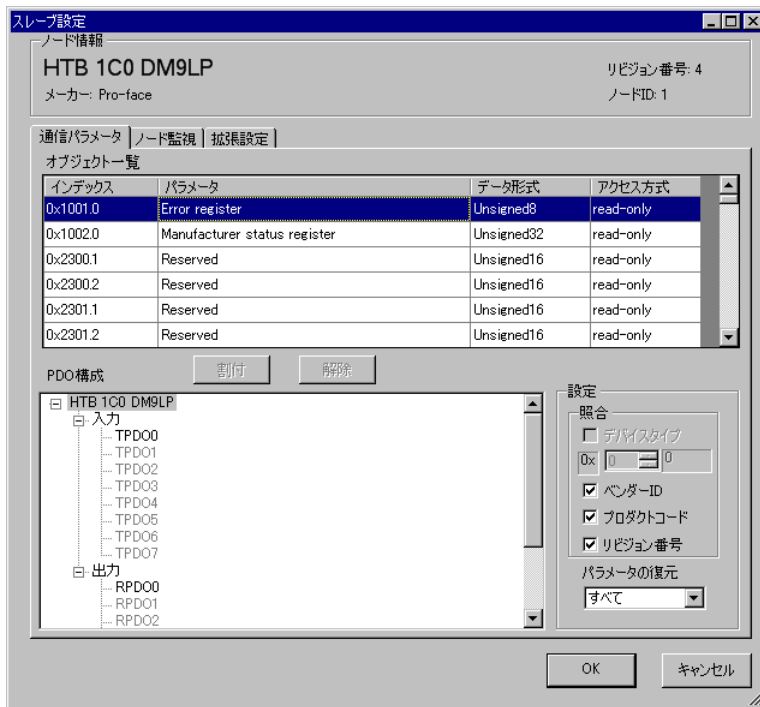 スレーブ設定
ノード情報
HTB 1C0 DM9LP
リビジョン番号: 4
メーカー: Pro-face
ノードID: 1
通信パラメータ ノード監視 拡張設定
オブジェクト一覧
インデックス パラメータ データ形式 アクセス方式
0x1001.0 Error register Unsigned8 read-only
0x1002.0 Manufacturer status register Unsigned32 read-only
0x2300.1 Reserved Unsigned16 read-only
0x2300.2 Reserved Unsigned16 read-only
0x2301.1 Reserved Unsigned16 read-only
0x2301.2 Reserved Unsigned16 read-only
PDO構成
割付 解除
HTB 1C0 DM9LP
入力
TPDO0
TPDO1
TPDO2
TPDO3
TPDO4
TPDO5
TPDO6
TPDO7
出力
RPDO0
RPDO1
RPDO2
設定
照合
デバイスタイプ
0x 0 0
ベンダーID
プロダクトコード
リビジョン番号
パラメータの復元
すべて
OK キャンセル